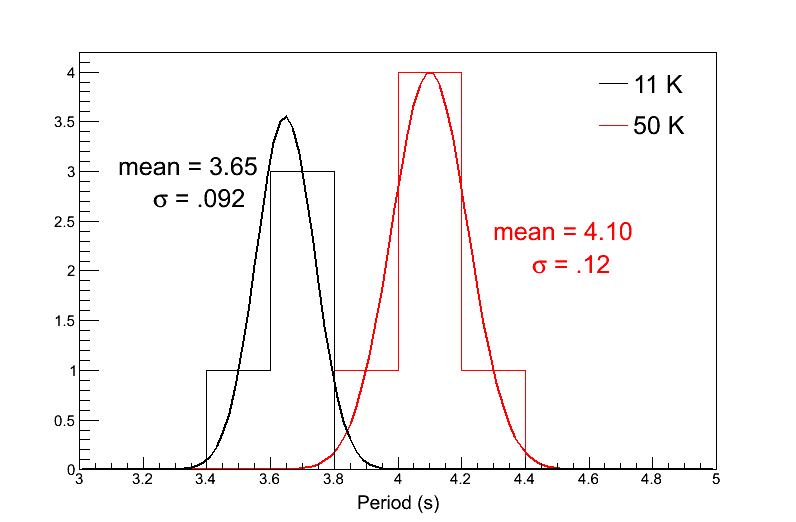 4
3.5
3
2.5
2
1.5
1
0.5
0
11 K
50 K
mean = 3.65
σ = .092
mean = 4.10
σ = .12
3 3.2 3.4 3.6 3.8 4 4.2 4.4 4.6 4.8 5
Period (s)